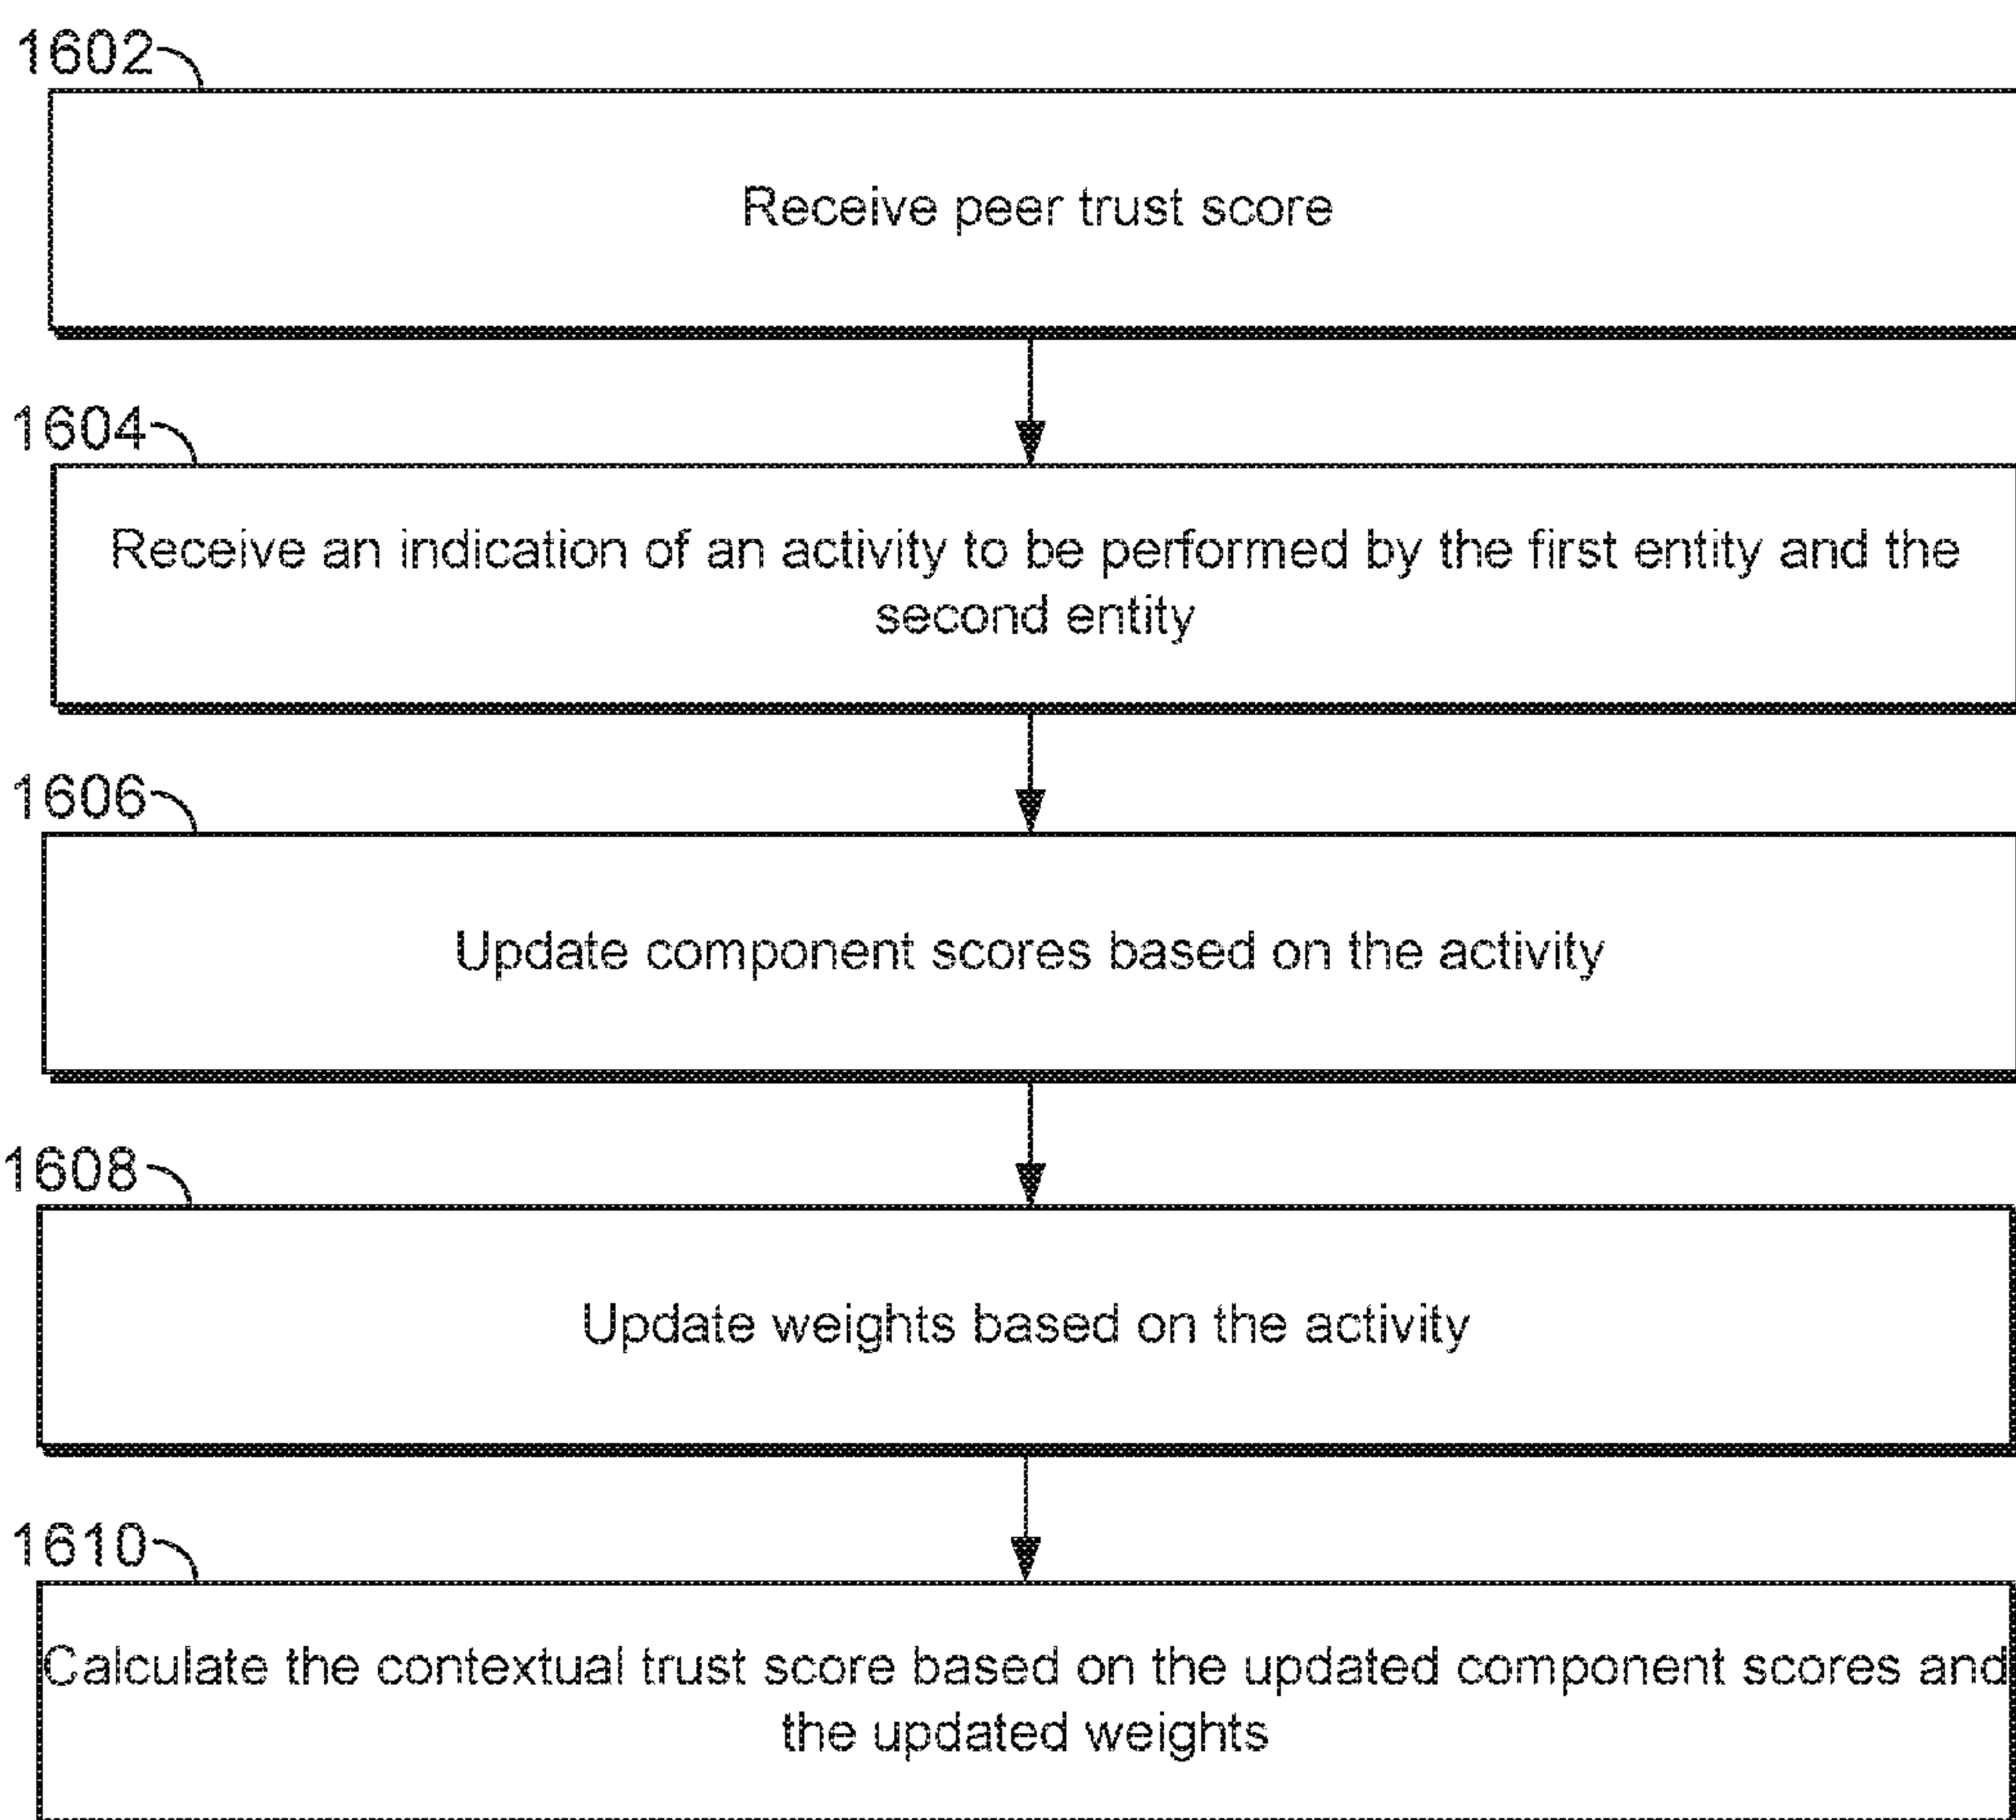 1602
Receive peer trust score
1604
Receive an indication of an activity to be performed by the first entity and the
second entity
1606
Update component scores based on the activity
1608
Update weights based on the activity
1610
Calculate the contextual trust score based on the updated component scores and
the updated weights